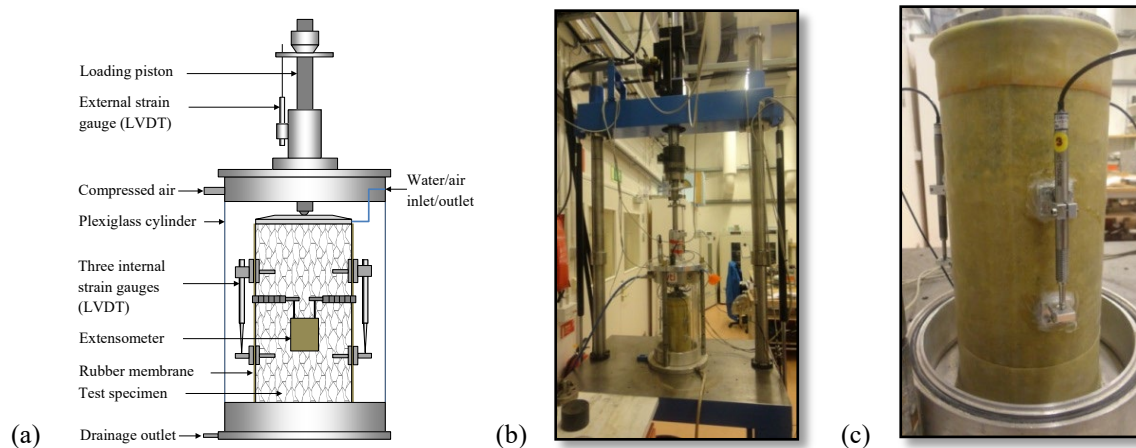 Loading piston
External strain
gauge (LVDT)
Compressed air
Water/air
inlet/outlet
Plexiglass cylinder
Three internal
strain gauges
(LVDT)
Extensometer
Rubber membrane
Test specimen
Drainage outlet
(a)
(b)
(c)